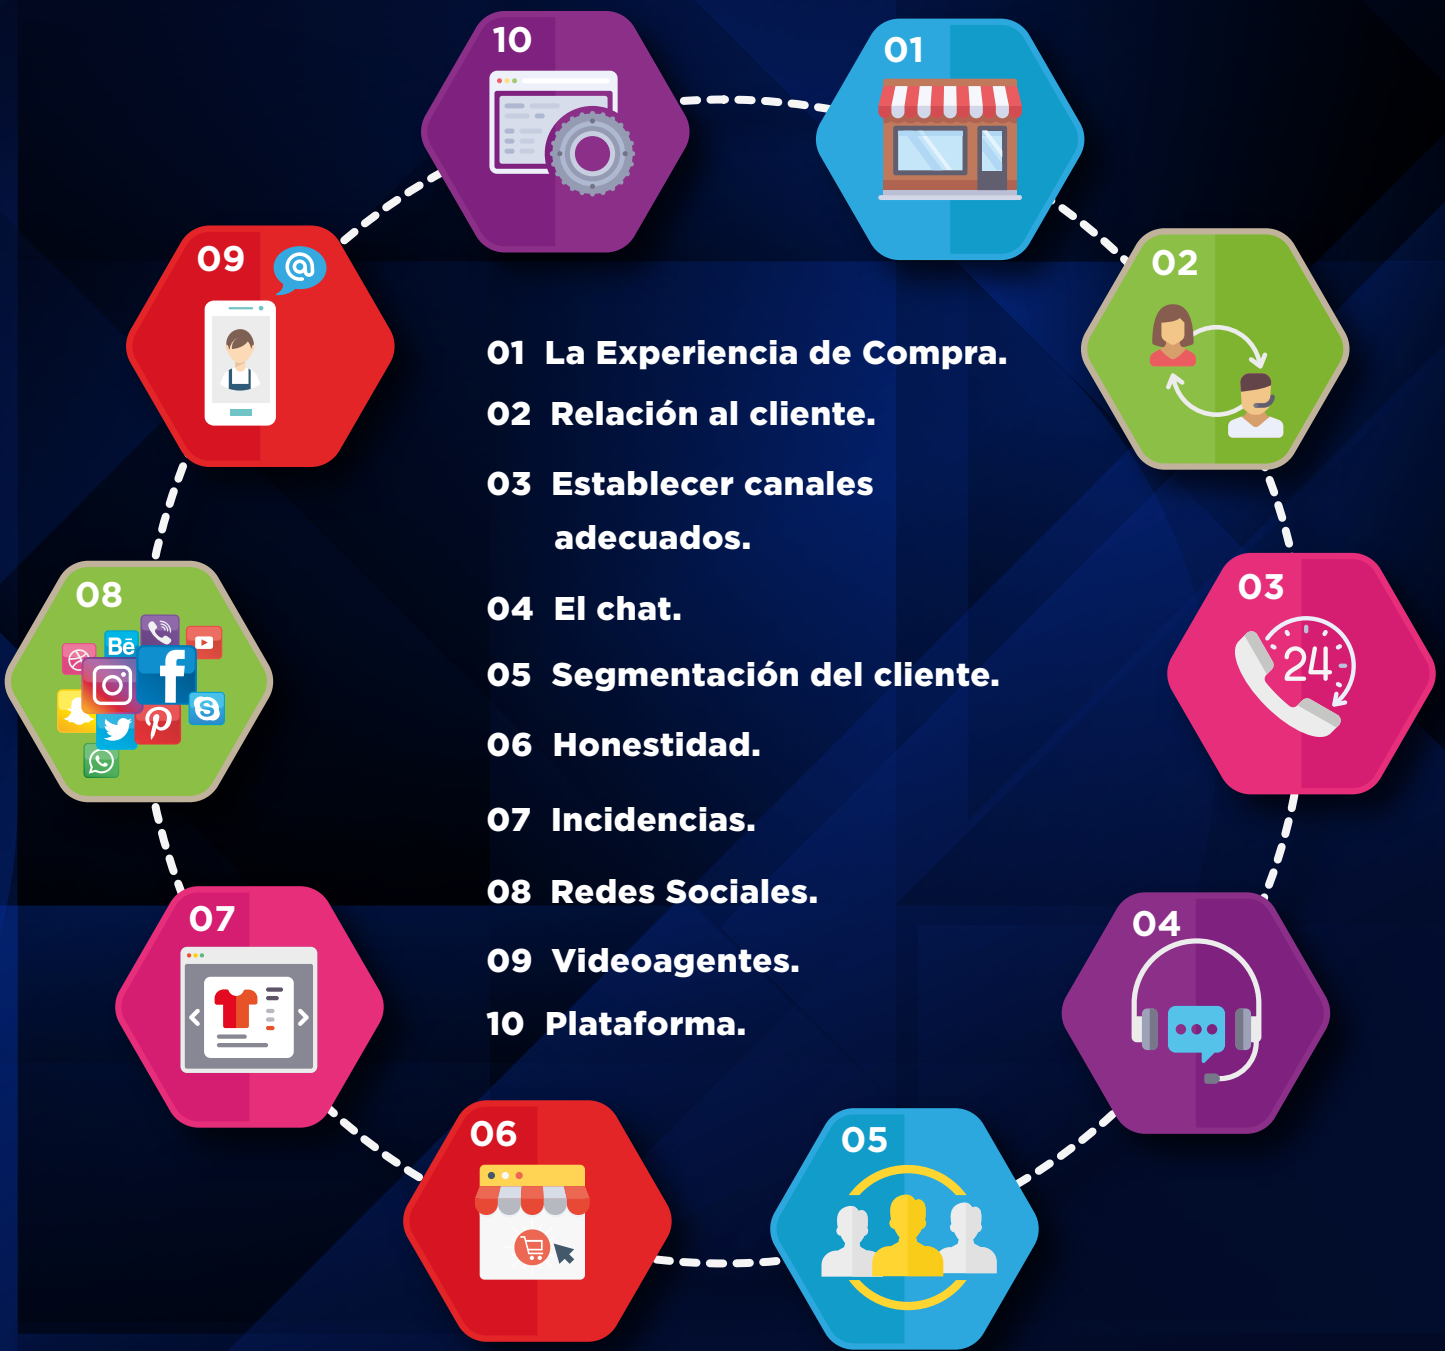 10
01
09
@
02
01 La Experiencia de Compra.
02 Relación al cliente.
03 Establecer canales
adecuados.
04 El chat.
05 Segmentación del cliente.
06 Honestidad.
07 Incidencias.
08 Redes Sociales.
09 Videoagentes.
10 Plataforma.
03
24
08
Bē
f
S
07
04
06
05